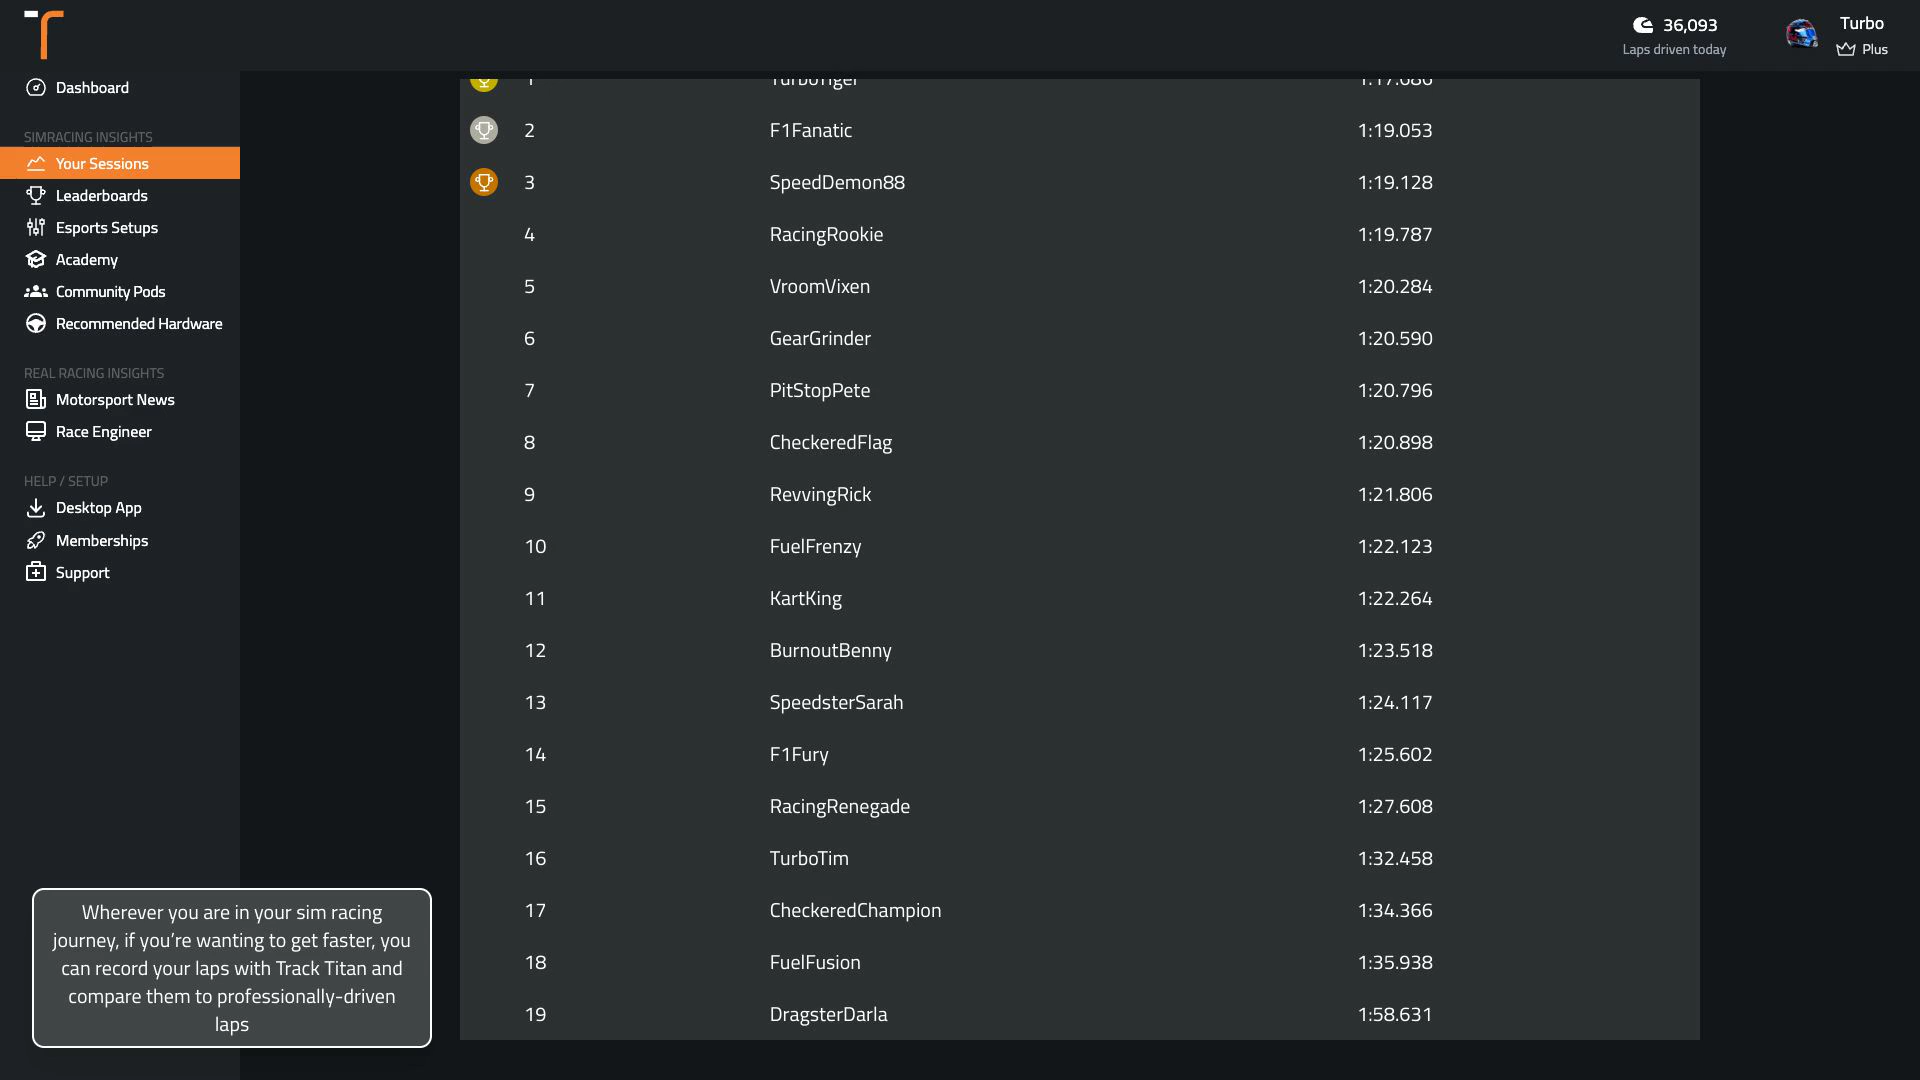 36,093
Laps driven today
Turbo
Plus
Dashboard
SIMRACING INSIGHTS
Your Sessions
Leaderboards
Esports Setups
Academy
Community Pods
Recommended Hardware
REAL RACING INSIGHTS
Motorsport News
Race Engineer
HELP / SETUP
Desktop App
Memberships
Support
1 TurboTiger 1:17.686
2 F1Fanatic 1:19.053
3 SpeedDemon88 1:19.128
4 RacingRookie 1:19.787
5 VroomVixen 1:20.284
6 GearGrinder 1:20.590
7 PitStopPete 1:20.796
8 CheckeredFlag 1:20.898
9 RevvingRick 1:21.806
10 FuelFrenzy 1:22.123
11 KartKing 1:22.264
12 BurnoutBenny 1:23.518
13 SpeedsterSarah 1:24.117
14 F1Fury 1:25.602
15 RacingRenegade 1:27.608
16 TurboTim 1:32.458
17 CheckeredChampion 1:34.366
18 FuelFusion 1:35.938
19 DragsterDarla 1:58.631
Wherever you are in your sim racing
journey, if you’re wanting to get faster, you
can record your laps with Track Titan and
compare them to professionally-driven
laps